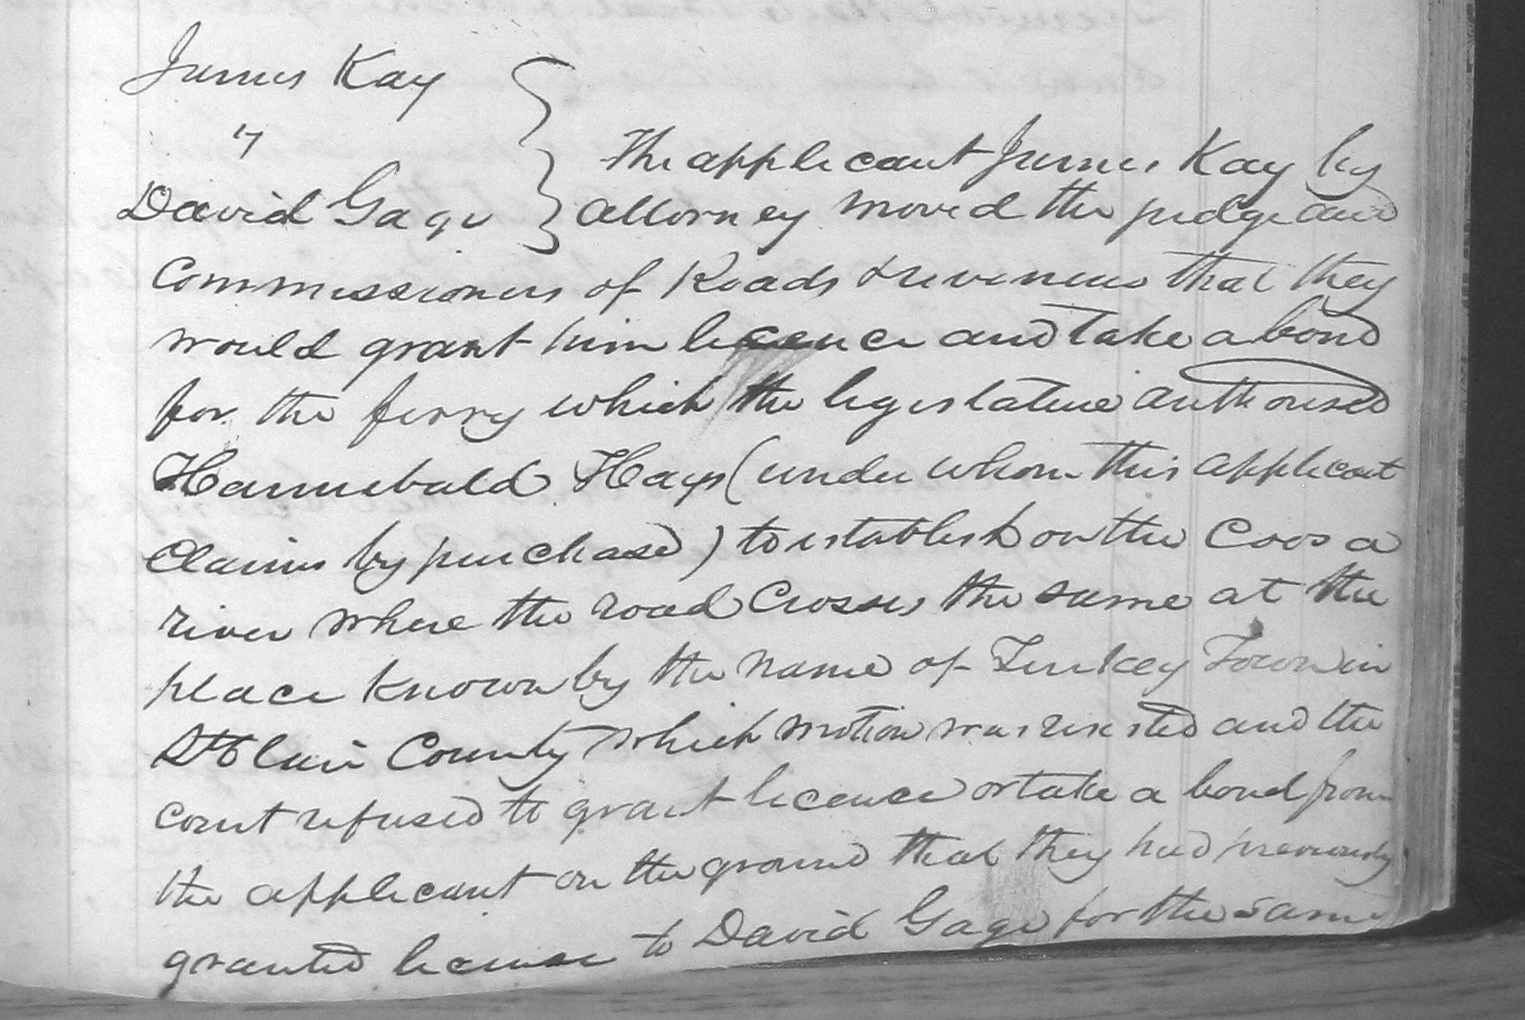 James Kay
vs
David Gage
The applicant James Kay by
attorney moved the judge and
Commissioners of Roads & revenues that they
would grant him licence and take a bond
for the ferry which the legislature authorised
Hannibald Hays (under whom this applicant
Claims by purchase) to establish on the Coosa
river where the road Crosses the same at the
place known by the name of Turkey Town in
St Clair County which motion was resisted and the
court refused to grant licence or take a bond from
the applicant on the ground that they had previously
granted license to David Gage for the same